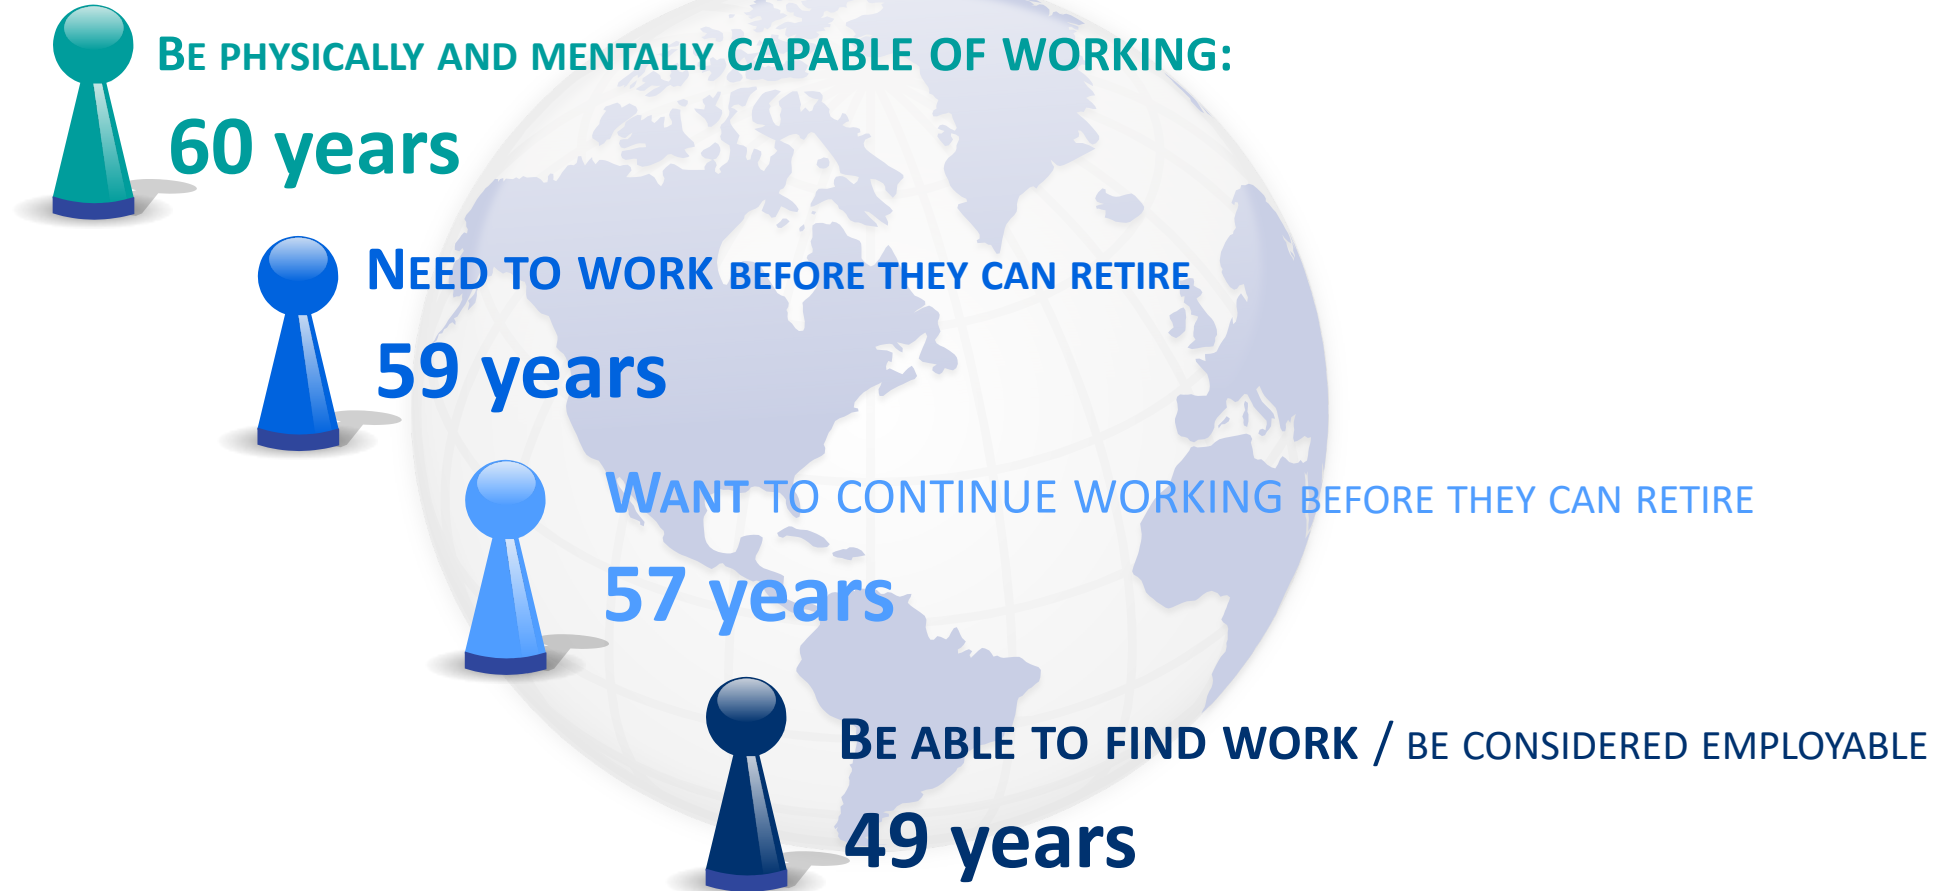 BE PHYSICALLY AND MENTALLY CAPABLE OF WORKING:
60 years
NEED TO WORK BEFORE THEY CAN RETIRE
59 years
WANT TO CONTINUE WORKING BEFORE THEY CAN RETIRE
57 years
BE ABLE TO FIND WORK / BE CONSIDERED EMPLOYABLE
49 years